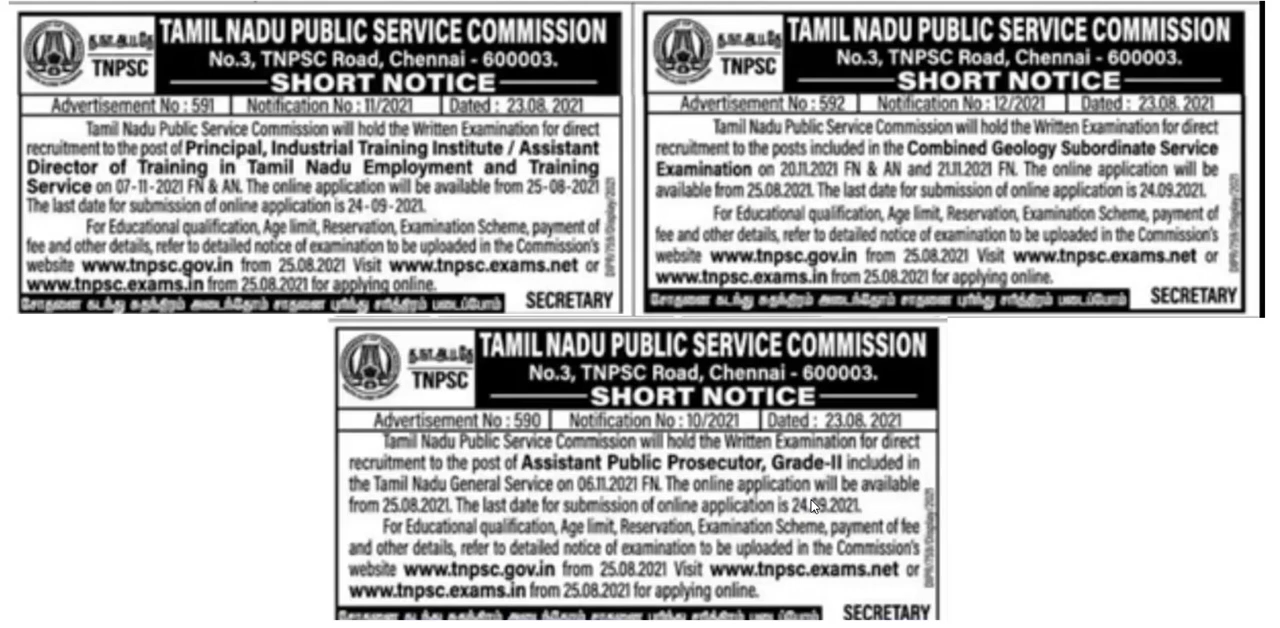 த.நா.அ.ப.தே
TNPSC
TAMIL NADU PUBLIC SERVICE COMMISSION
No.3, TNPSC Road, Chennai - 600003.
SHORT NOTICE
Advertisement No : 591 Notification No : 11/2021 Dated : 23.08. 2021
Tamil Nadu Public Service Commission will hold the Written Examination for direct
recruitment to the post of Principal, Industrial Training Institute / Assistant
Director of Training in Tamil Nadu Employment and Training
Service on 07-11-2021 FN & AN. The online application will be available from 25-08-2021
The last date for submission of online application is 24-09-2021.
For Educational qualification, Age limit, Reservation, Examination Scheme, payment of
fee and other details, refer to detailed notice of examination to be uploaded in the Commission's
website www.tnpsc.gov.in from 25.08.2021 Visit www.tnpsc.exams.net or
www.tnpsc.exams.in from 25.08.2021 for applying online.
DIPR/759/Display/2021
SECRETARY
த.நா.அ.ப.தே
TNPSC
TAMIL NADU PUBLIC SERVICE COMMISSION
No.3, TNPSC Road, Chennai - 600003.
SHORT NOTICE
Advertisement No : 592 Notification No : 12/2021 Dated : 23.08. 2021
Tamil Nadu Public Service Commission will hold the Written Examination for direct
recruitment to the posts included in the Combined Geology Subordinate Service
Examination on 20.11.2021 FN & AN and 21.11.2021 FN. The online application will be
available from 25.08.2021. The last date for submission of online application is 24.09.2021.
For Educational qualification, Age limit, Reservation, Examination Scheme, payment of
fee and other details, refer to detailed notice of examination to be uploaded in the Commission's
website www.tnpsc.gov.in from 25.08.2021 Visit www.tnpsc.exams.net or
www.tnpsc.exams.in from 25.08.2021 for applying online.
DIPR/759/Display/2021
SECRETARY
த.நா.அ.ப.தே
TNPSC
TAMIL NADU PUBLIC SERVICE COMMISSION
No.3, TNPSC Road, Chennai - 600003.
SHORT NOTICE
Advertisement No : 590 Notification No : 10/2021 Dated : 23.08. 2021
Tamil Nadu Public Service Commission will hold the Written Examination for direct
recruitment to the post of Assistant Public Prosecutor, Grade-II included in
the Tamil Nadu General Service on 06.11.2021 FN. The online application will be available
from 25.08.2021. The last date for submission of online application is 24.09.2021.
For Educational qualification, Age limit, Reservation, Examination Scheme, payment of fee
and other details, refer to detailed notice of examination to be uploaded in the Commission's
website www.tnpsc.gov.in from 25.08.2021 Visit www.tnpsc.exams.net or
www.tnpsc.exams.in from 25.08.2021 for applying online.
DIPR/759/Display/2021
SECRETARY